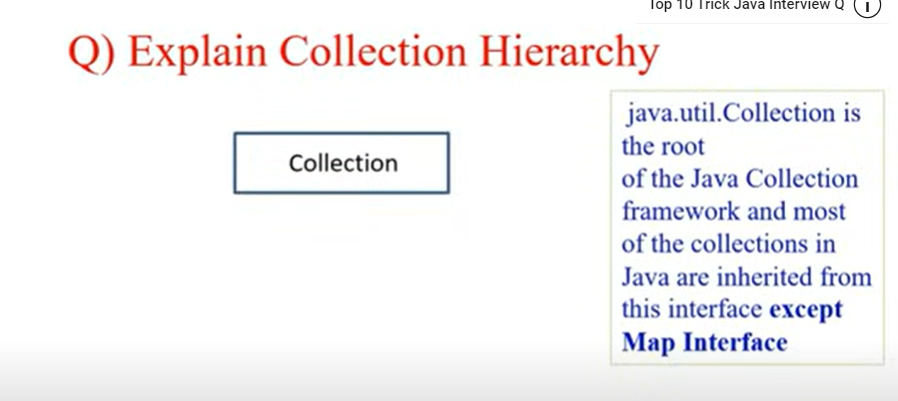 Top 10 Trick Java Interview Q
Q) Explain Collection Hierarchy
Collection
java.util.Collection is
the root
of the Java Collection
framework and most
of the collections in
Java are inherited from
this interface except
Map Interface